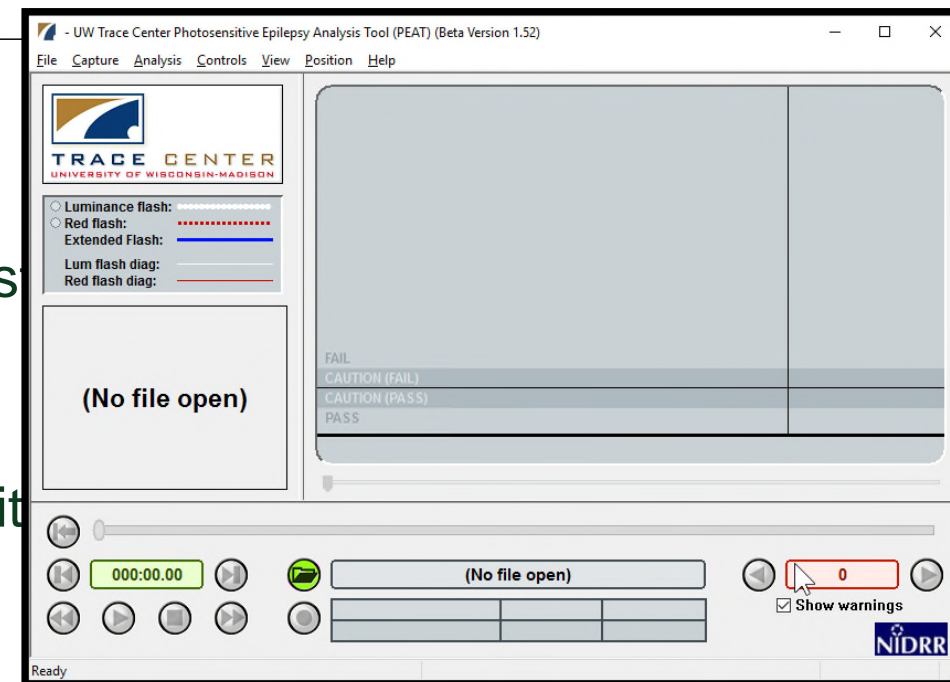 - UW Trace Center Photosensitive Epilepsy Analysis Tool (PEAT) (Beta Version 1.52)
File Capture Analysis Controls View Position Help
TRACE CENTER
UNIVERSITY OF WISCONSIN-MADISON
Luminance flash:
Red flash:
Extended Flash:
Lum flash diag:
Red flash diag:
(No file open)
FAIL
CAUTION (FAIL)
CAUTION (PASS)
PASS
000:00.00
(No file open)
0
Show warnings
NIDRR
Ready